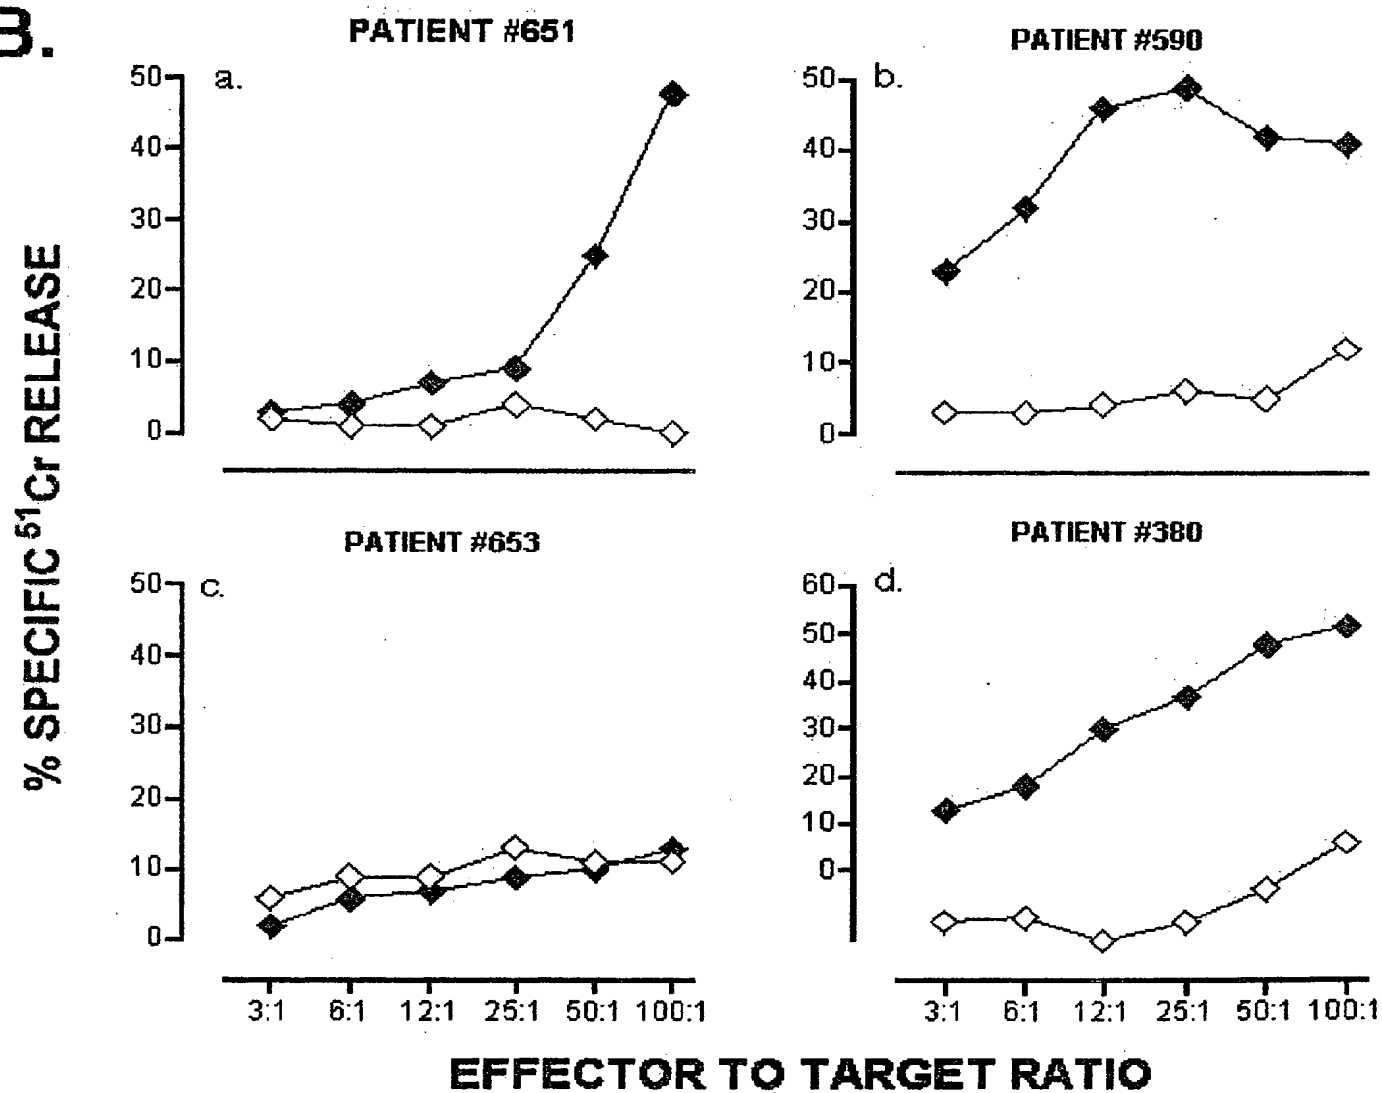 B.
PATIENT #651
PATIENT #590
a.
50
40
30
20
10
0
b.
50
40
30
20
10
0
% SPECIFIC ⁵¹Cr RELEASE
PATIENT #653
PATIENT #380
c.
50
40
30
20
10
0
d.
60
50
40
30
20
10
0
3:1 6:1 12:1 25:1 50:1 100:1
3:1 6:1 12:1 25:1 50:1 100:1
EFFECTOR TO TARGET RATIO